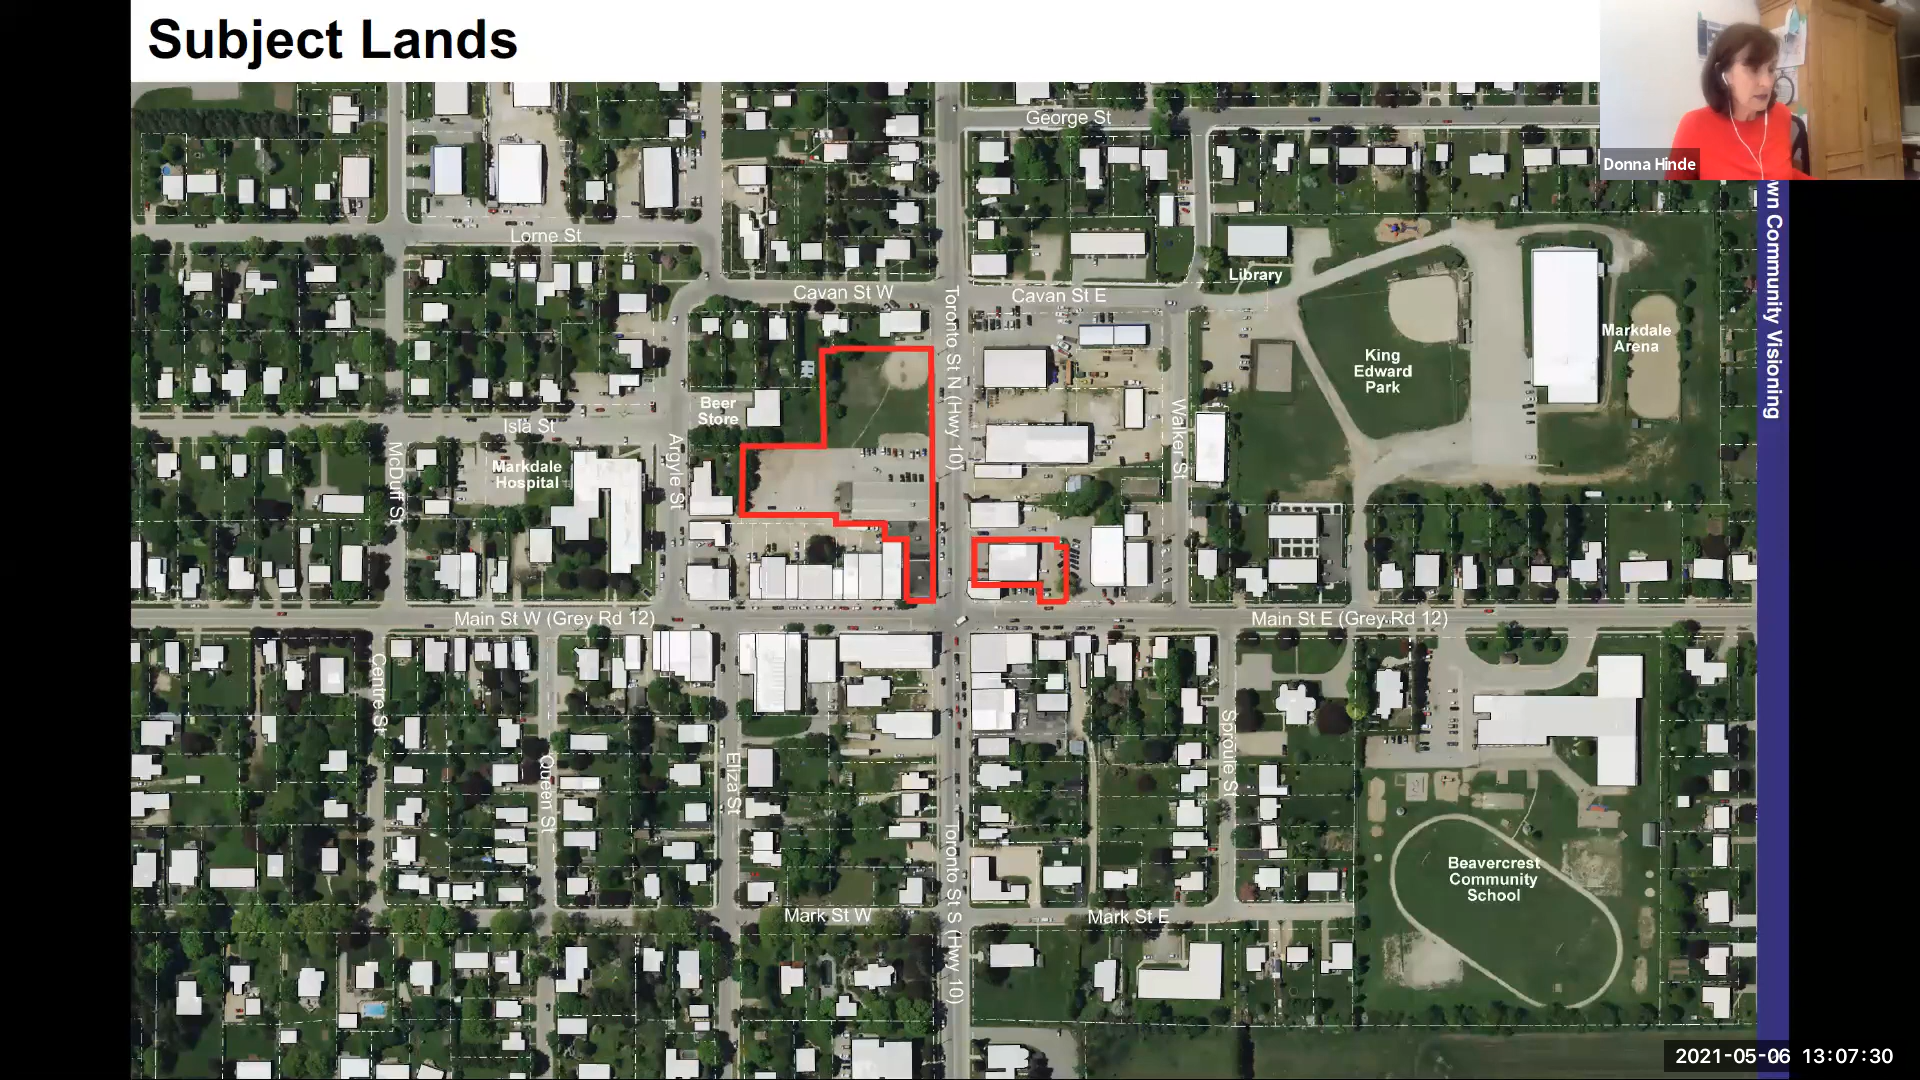 Subject Lands
George St
Donna Hinde
wn Community Visioning
Lorne St
Library
Cavan St W
Cavan St E
Toronto St N (Hwy 10)
Markdale
Arena
King
Edward
Park
Beer
Store
Isla St
Walker St
McDuff St
Argyle St
Markdale
Hospital
Main St W (Grey Rd 12)
Main St E (Grey Rd 12)
Centre St
Queen St
Eliza St
Sproule St
Toronto St S (Hwy 10)
Beavercrest
Community
School
Mark St W
Mark St E
2021-05-06 13:07:30